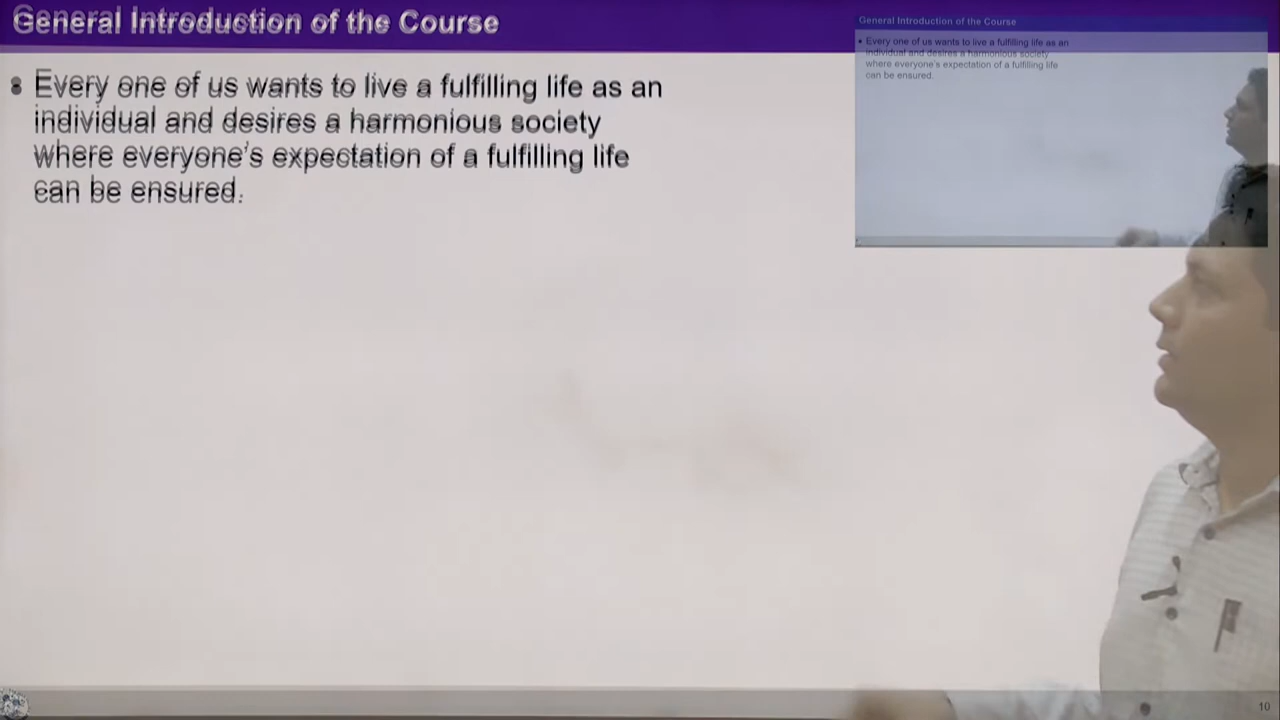 General Introduction of the Course
• Every one of us wants to live a fulfilling life as an
individual and desires a harmonious society
where everyone's expectation of a fulfilling life
can be ensured.
General Introduction of the Course
• Every one of us wants to live a fulfilling life as an
individual and desires a harmonious society
where everyone's expectation of a fulfilling life
can be ensured.
10